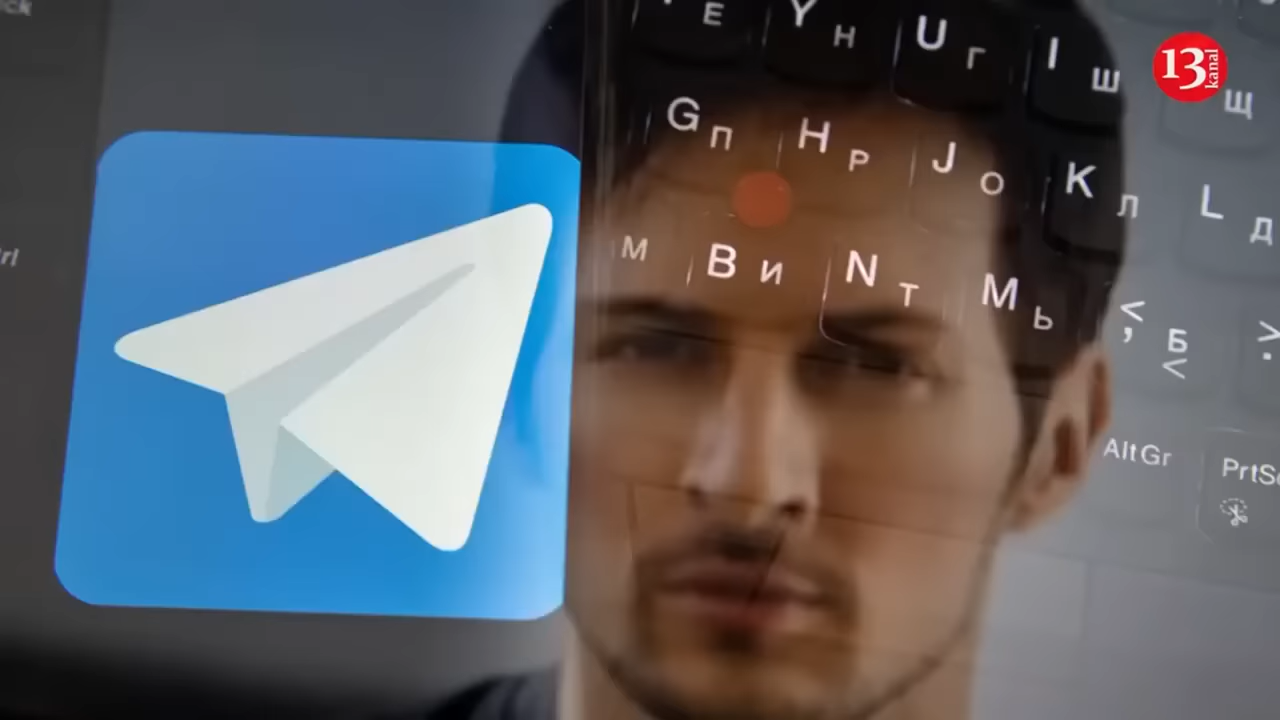 13 kanal
E Y Н U Г I Ш Щ
G П H Р J О K Л L Д
М B И N Т M Ь < , Б < > .
AltGr PrtSc